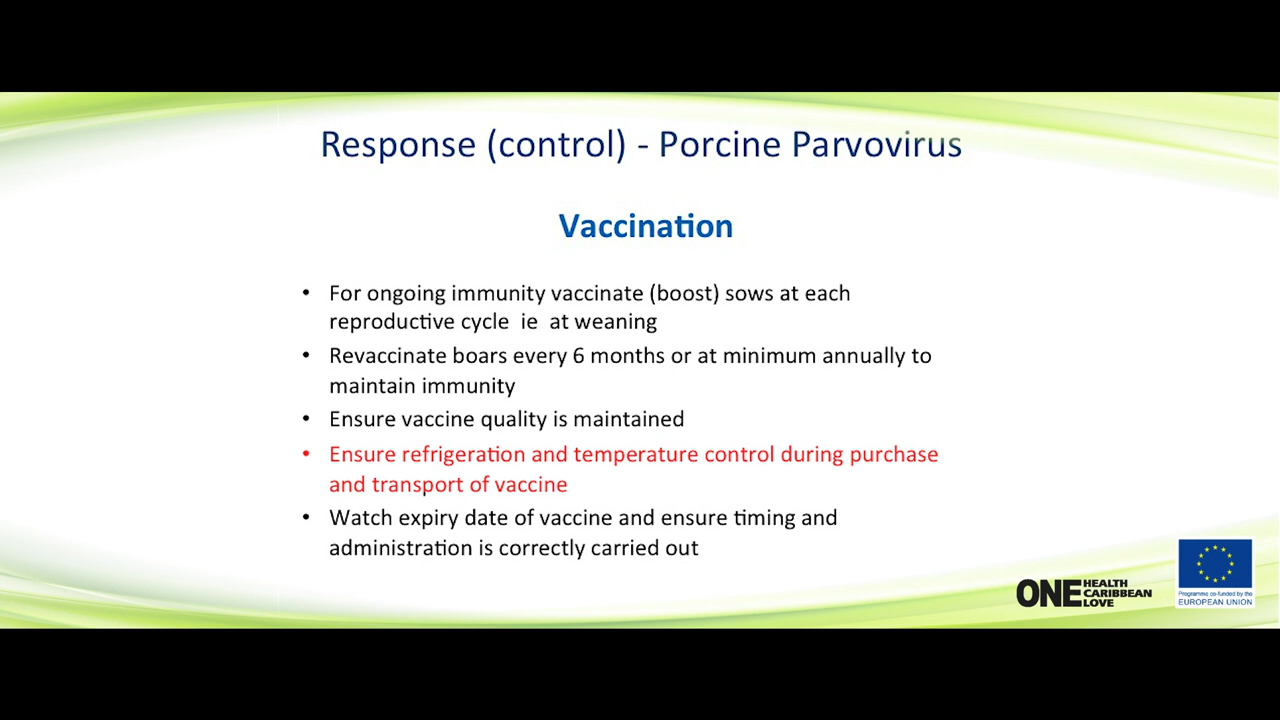 Response (control) - Porcine Parvovirus
Vaccination
• For ongoing immunity vaccinate (boost) sows at each
reproductive cycle  ie  at weaning
• Revaccinate boars every 6 months or at minimum annually to
maintain immunity
• Ensure vaccine quality is maintained
• Ensure refrigeration and temperature control during purchase
and transport of vaccine
• Watch expiry date of vaccine and ensure timing and
administration is correctly carried out
ONE HEALTH
CARIBBEAN
LOVE
Programme co-funded by the
EUROPEAN UNION